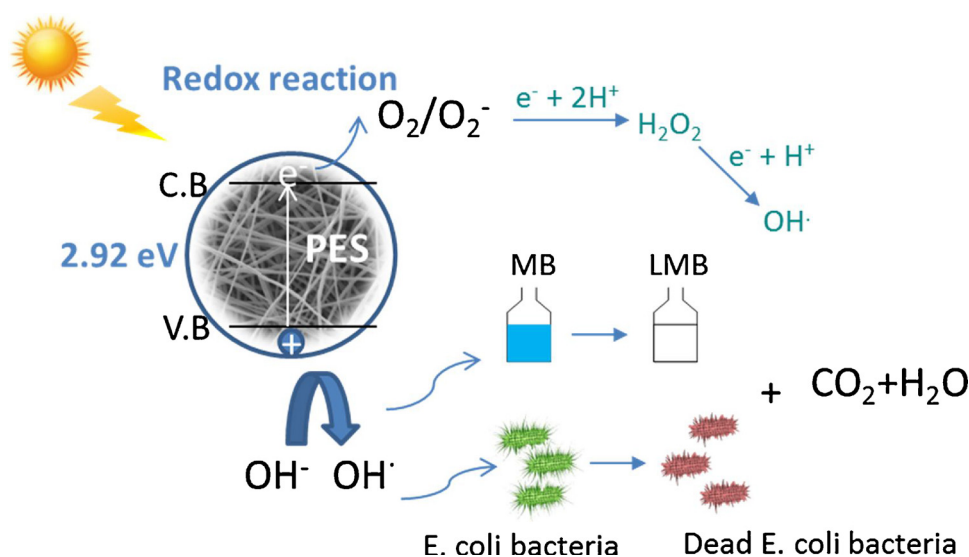 Redox reaction
O₂/O₂⁻
e⁻ + 2H⁺
H₂O₂
e⁻ + H⁺
OH·
e⁻
C.B
2.92 eV
PES
V.B
+
MB
LMB
+ CO₂+H₂O
OH⁻ OH·
E. coli bacteria
Dead E. coli bacteria